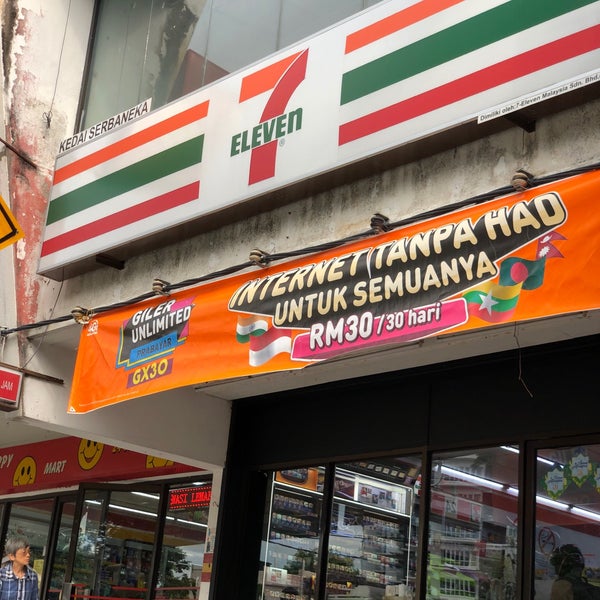 KEDAI SERBANEKA
7
ELEVEN
®
Dimiliki oleh:7-Eleven Malaysia Sdn. Bhd.
GILER
UNLIMITED
PRABAYAR
GX30
INTERNET TANPA HAD
UNTUK SEMUANYA
RM30/30 hari
JAM
PPY
MART